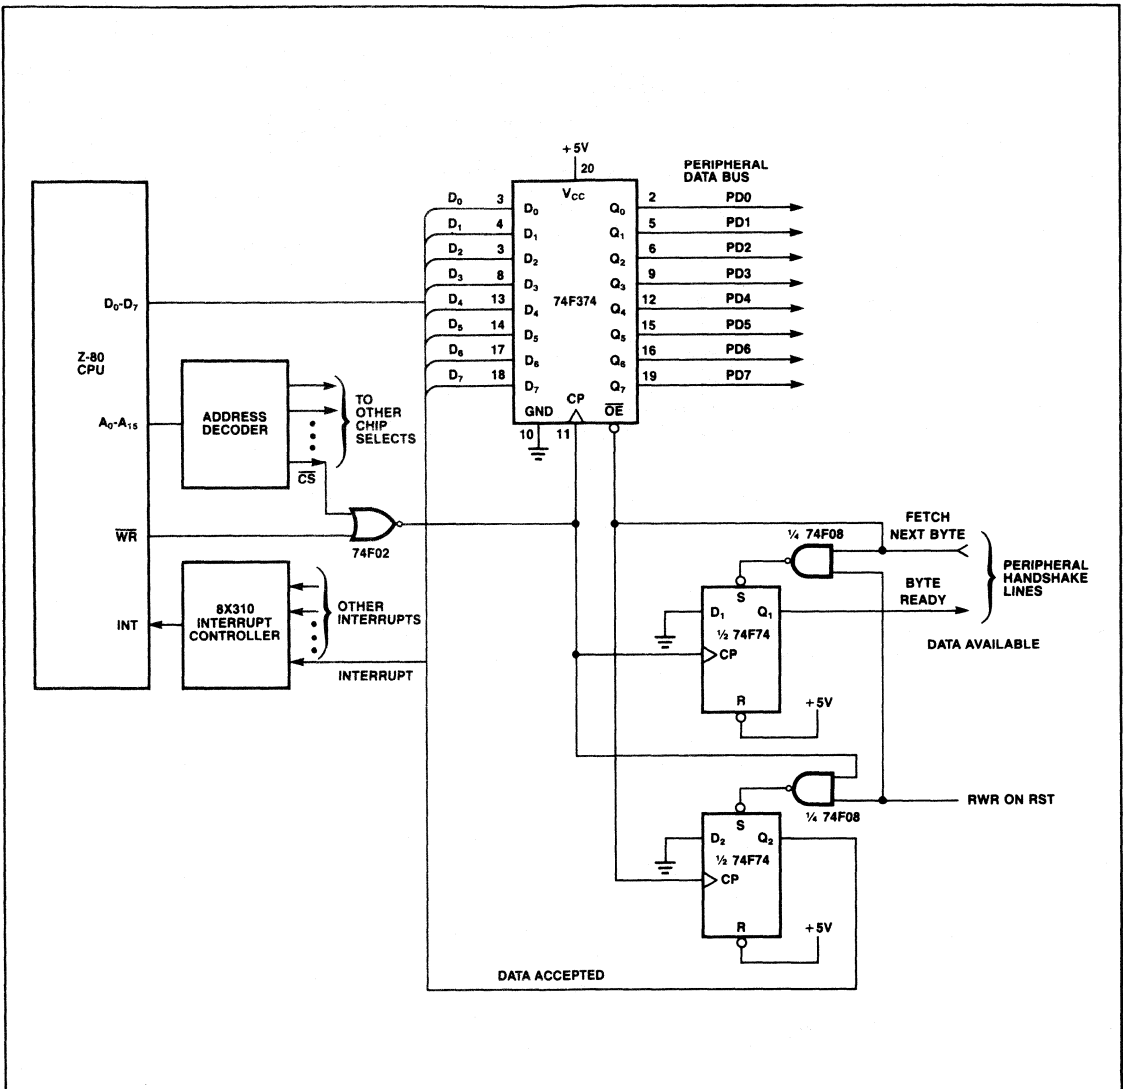 +5V
20
VCC
PERIPHERAL
DATA BUS
D0 3 D0 Q0 2 PD0
D1 4 D1 Q1 5 PD1
D2 3 D2 Q2 6 PD2
D3 8 D3 Q3 9 PD3
D4 13 D4 74F374 Q4 12 PD4
D5 14 D5 Q5 15 PD5
D6 17 D6 Q6 16 PD6
D7 18 D7 Q7 19 PD7
GND CP O̅E̅
10 11
D0-D7
Z-80
CPU
A0-A15
W̅R̅
INT
ADDRESS
DECODER
TO
OTHER
CHIP
SELECTS
C̅S̅
74F02
8X310
INTERRUPT
CONTROLLER
OTHER
INTERRUPTS
INTERRUPT
FETCH
NEXT BYTE
¼ 74F08
BYTE
READY
PERIPHERAL
HANDSHAKE
LINES
DATA AVAILABLE
S
D1 Q1
½ 74F74
CP
R
+5V
RWR ON RST
¼ 74F08
S
D2 Q2
½ 74F74
CP
R
+5V
DATA ACCEPTED